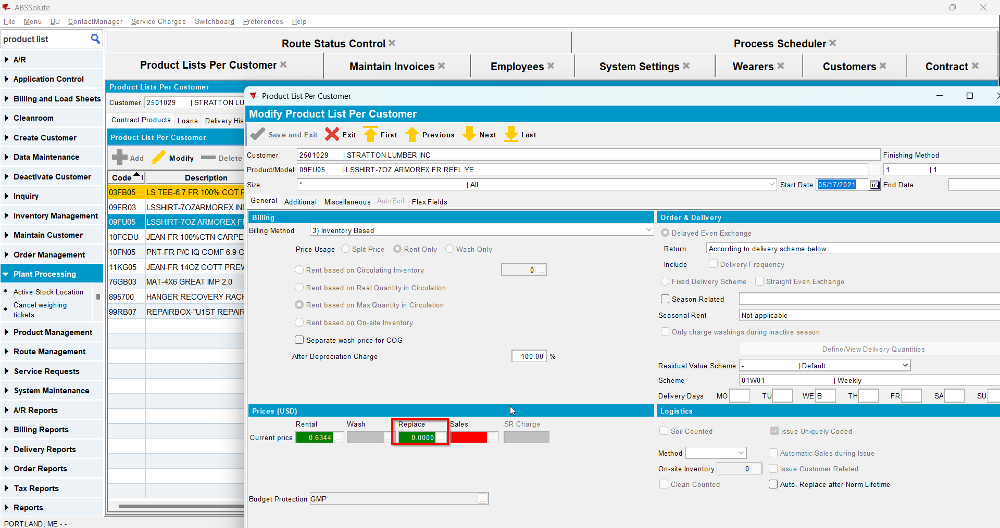 ABSSolute
File Menu BU ContactManager Service Charges Switchboard Preferences Help
product list
Route Status Control Process Scheduler
Product Lists Per Customer Maintain Invoices Employees System Settings Wearers Customers Contract
A/R
Application Control
Billing and Load Sheets
Cleanroom
Create Customer
Data Maintenance
Deactivate Customer
Inquiry
Inventory Management
Maintain Customer
Order Management
Plant Processing
Active Stock Location
Cancel weighing
tickets
Product Management
Route Management
Service Requests
System Maintenance
A/R Reports
Billing Reports
Delivery Reports
Order Reports
Tax Reports
Reports
PORTLAND, ME - -
Product Lists Per Customer
Customer 2501029 | STRATTON LU
Contract Products Loans Delivery His
Product List Per Customer
Add Modify Delete
Code 1 Description
03FB05 LS TEE-6.7 FR 100% COT F
09FR03 LSSHIRT-7OZARMOREX IND
09FU05 LSSHIRT-7OZ ARMOREX FF
10FCDU JEAN-FR 100%CTN CARPE
10FN05 PNT-FR P/C IQ COMF 6.9 C
11KG05 JEAN-FR 14OZ COTT PREV
76GB03 MAT-4X6 GREAT IMP 2.0
895700 HANGER RECOVERY RACK
99RB07 REPAIRBOX-"U1ST REPAIR
Product List Per Customer
Modify Product List Per Customer
Save and Exit Exit First Previous Next Last
Customer 2501029 | STRATTON LUMBER INC Finishing Method
Product/Model 09FU05 | LSSHIRT-7OZ ARMOREX FR REFL YE ... 1 | 1
Size * | All Start Date 05/17/2021 16 End Date
General Additional Miscellaneous AutoSoil Flex Fields
Billing
Billing Method 3) Inventory Based
Price Usage Split Price Rent Only Wash Only
Rent based on Circulating Inventory 0 ...
Rent based on Real Quantity in Circulation
Rent based on Max Quantity in Circulation
Rent based on On-site Inventory
Separate wash price for COG
After Depreciation Charge 100.00 %
Prices (USD)
Rental Wash Replace Sales SR Charge
Current price 0.6344 ... ... 0.0000 ... ...
Budget Protection GMP ...
Order & Delivery
Delayed Even Exchange
Return According to delivery scheme below
Include Delivery Frequency
Fixed Delivery Scheme Straight Even Exchange
Season Related
Seasonal Rent Not applicable
Only charge washings during inactive season
Define/View Delivery Quantities
Residual Value Scheme - | Default
Scheme 01W01 | Weekly
Delivery Days MO TU WE B TH FR SA SU
Logistics
Soil Counted Issue Uniquely Coded
Method Automatic Sales during Issue
On-site Inventory 0 ... Issue Customer Related
Clean Counted Auto. Replace after Norm Lifetime